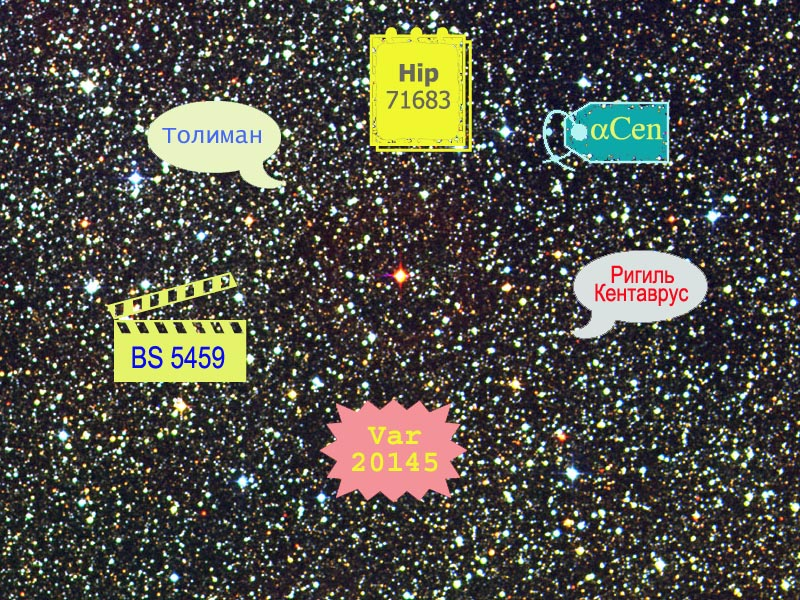 Hip
71683
Толиман
αCen
Ригиль
Кентаврус
BS 5459
Var
20145